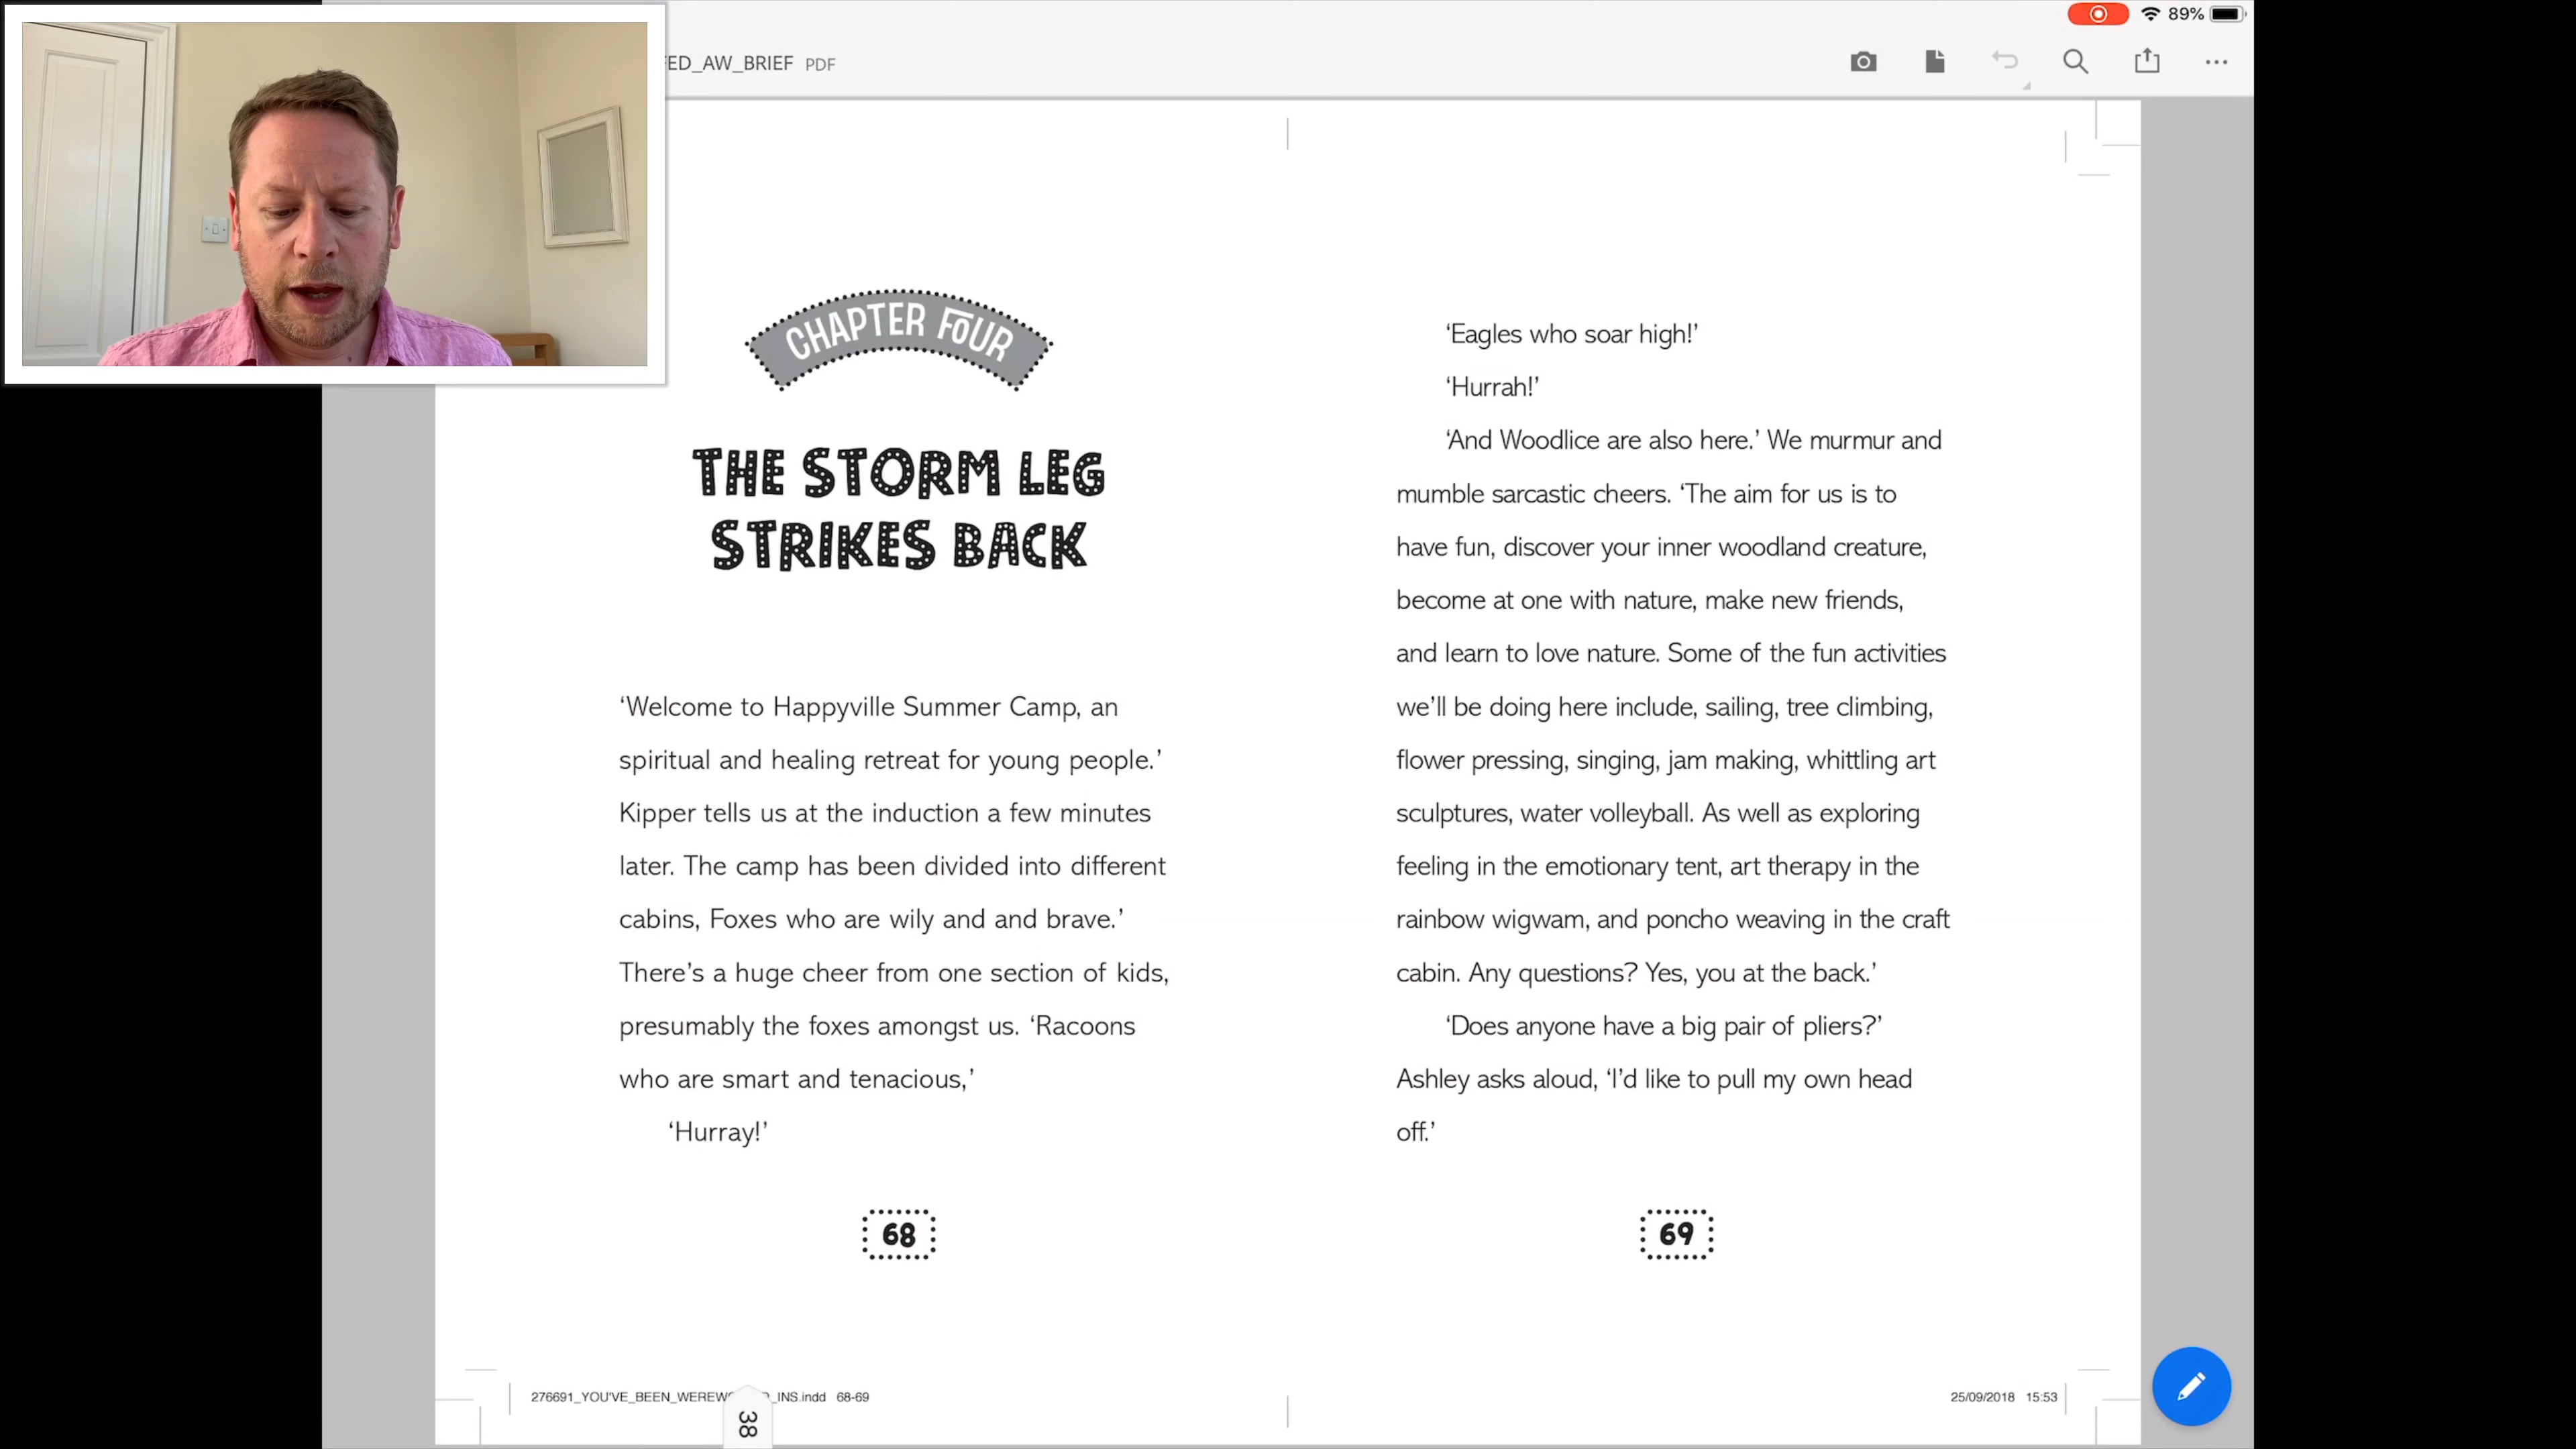 89%
FED_AW_BRIEF PDF
CHAPTER FOUR
THE STORM LEG
STRIKES BACK
‘Welcome to Happyville Summer Camp, an
spiritual and healing retreat for young people.’
Kipper tells us at the induction a few minutes
later. The camp has been divided into different
cabins, Foxes who are wily and and brave.’
There’s a huge cheer from one section of kids,
presumably the foxes amongst us. ‘Racoons
who are smart and tenacious,’
‘Hurray!’
68
‘Eagles who soar high!’
‘Hurrah!’
‘And Woodlice are also here.’ We murmur and
mumble sarcastic cheers. ‘The aim for us is to
have fun, discover your inner woodland creature,
become at one with nature, make new friends,
and learn to love nature. Some of the fun activities
we’ll be doing here include, sailing, tree climbing,
flower pressing, singing, jam making, whittling art
sculptures, water volleyball. As well as exploring
feeling in the emotionary tent, art therapy in the
rainbow wigwam, and poncho weaving in the craft
cabin. Any questions? Yes, you at the back.’
‘Does anyone have a big pair of pliers?’
Ashley asks aloud, ‘I’d like to pull my own head
off.’
69
276691_YOU'VE_BEEN_WEREW _INS.indd 68-69
25/09/2018 15:53
38